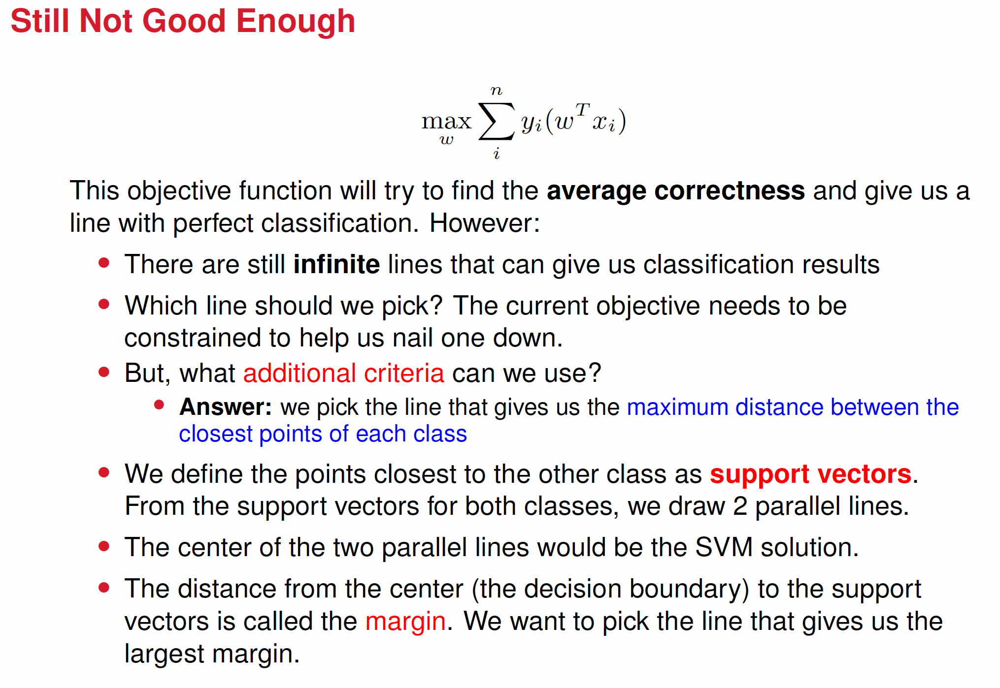 Still Not Good Enough
n
max ∑ yᵢ(wᵀxᵢ)
w i
This objective function will try to find the average correctness and give us a
line with perfect classification. However:
• There are still infinite lines that can give us classification results
• Which line should we pick? The current objective needs to be
constrained to help us nail one down.
• But, what additional criteria can we use?
• Answer: we pick the line that gives us the maximum distance between the
closest points of each class
• We define the points closest to the other class as support vectors.
From the support vectors for both classes, we draw 2 parallel lines.
• The center of the two parallel lines would be the SVM solution.
• The distance from the center (the decision boundary) to the support
vectors is called the margin. We want to pick the line that gives us the
largest margin.